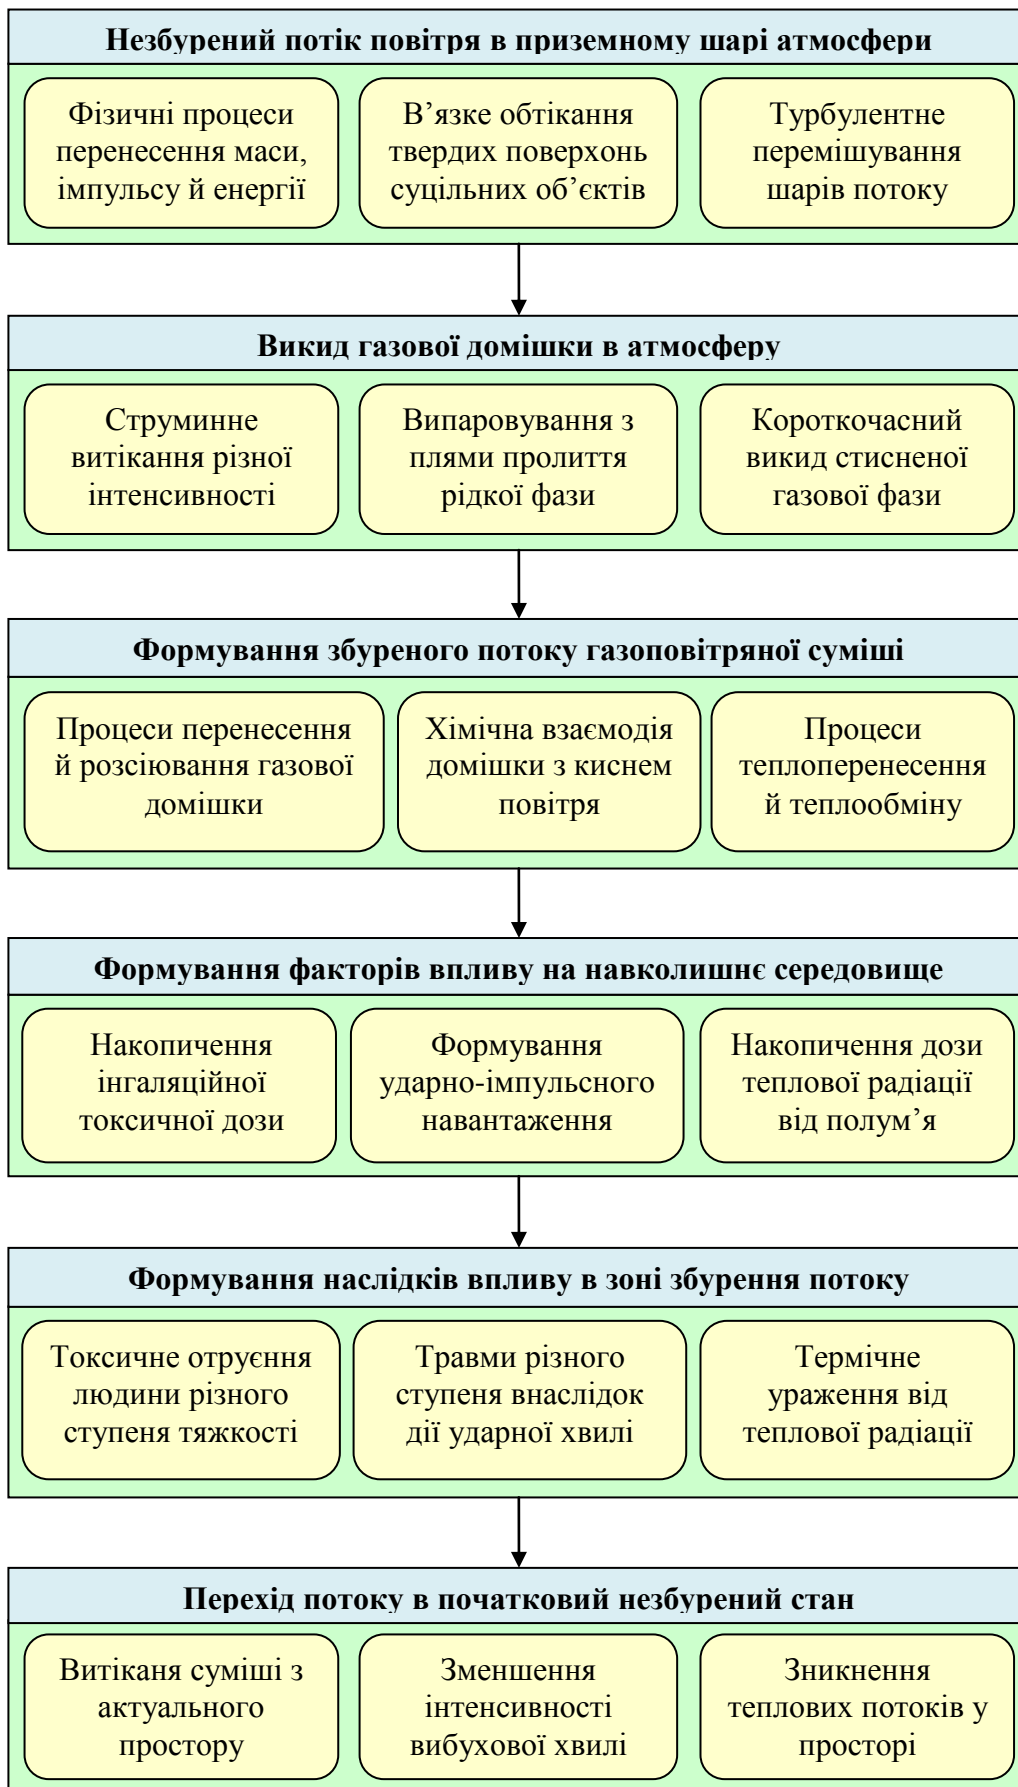 Незбурений потік повітря в приземному шарі атмосфери
Фізичні процеси
перенесення маси,
імпульсу й енергії
В’язке обтікання
твердих поверхонь
суцільних об’єктів
Турбулентне
перемішування
шарів потоку
Викид газової домішки в атмосферу
Струминне
витікання різної
інтенсивності
Випаровування з
плями пролиття
рідкої фази
Короткочасний
викид стисненої
газової фази
Формування збуреного потоку газоповітряної суміші
Процеси перенесення
й розсіювання газової
домішки
Хімічна взаємодія
домішки з киснем
повітря
Процеси
теплоперенесення
й теплообміну
Формування факторів впливу на навколишнє середовище
Накопичення
інгаляційної
токсичної дози
Формування
ударно-імпульсного
навантаження
Накопичення дози
теплової радіації
від полум’я
Формування наслідків впливу в зоні збурення потоку
Токсичне отруєння
людини різного
ступеня тяжкості
Травми різного
ступеня внаслідок
дії ударної хвилі
Термічне
ураження від
теплової радіації
Перехід потоку в початковий незбурений стан
Витіканя суміші з
актуального
простору
Зменшення
інтенсивності
вибухової хвилі
Зникнення
теплових потоків у
просторі